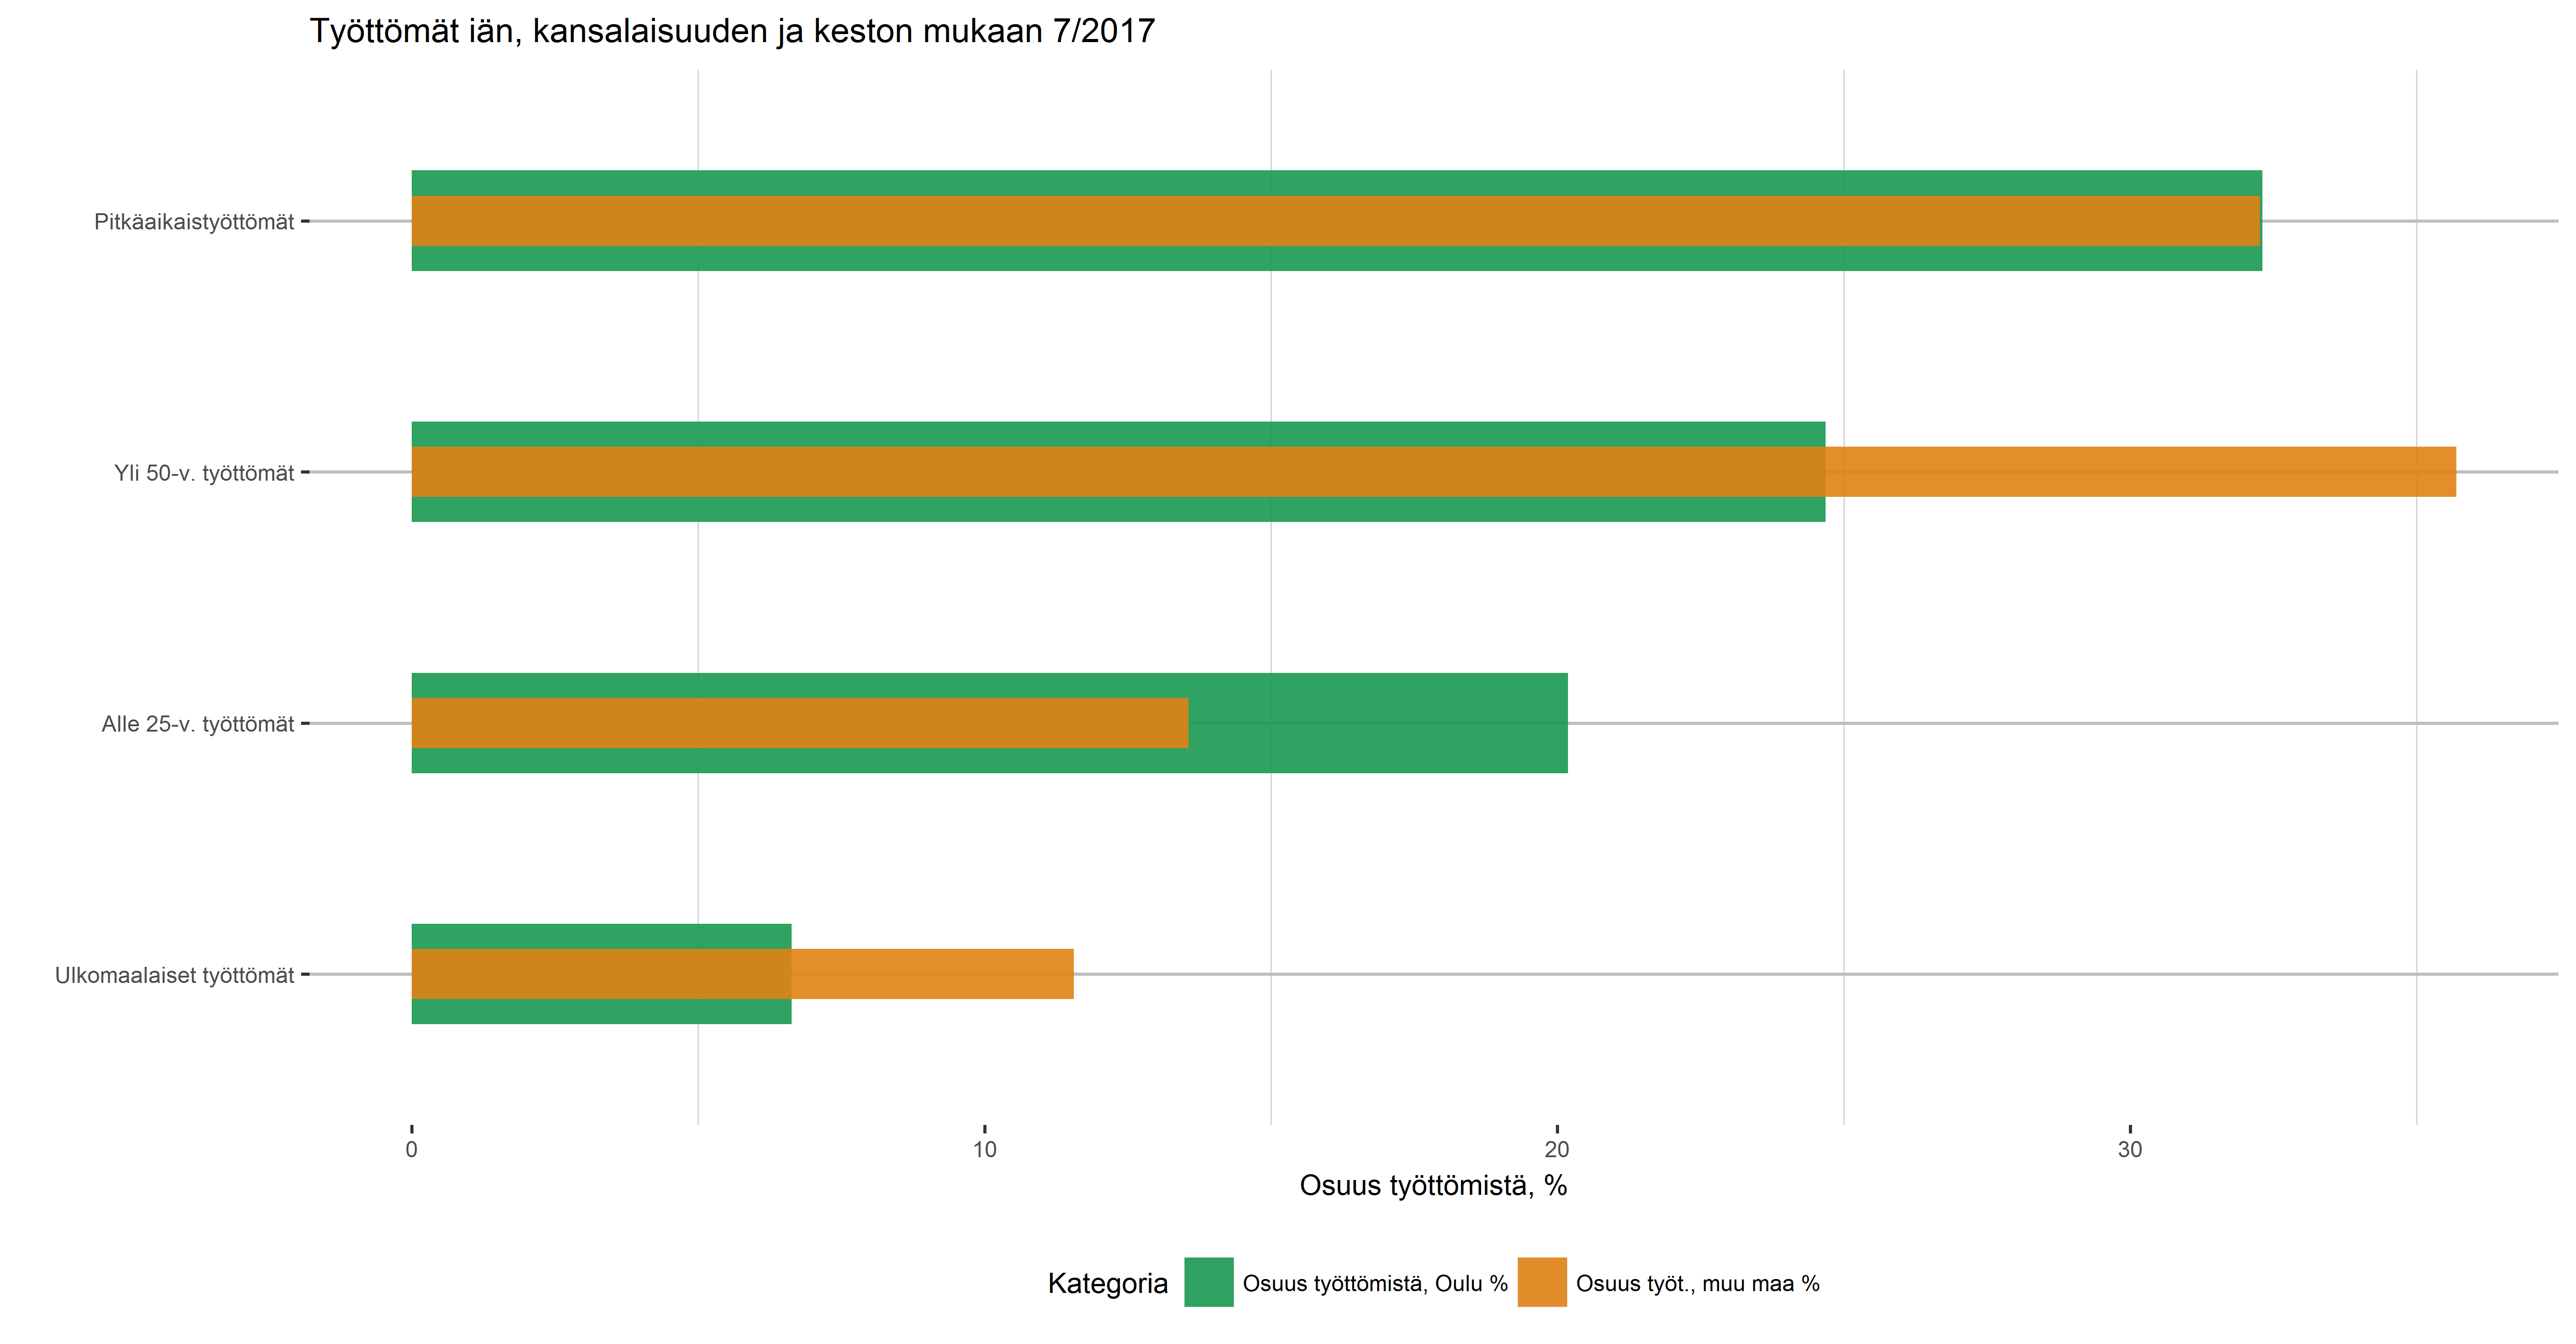 Työttömät iän, kansalaisuuden ja keston mukaan 7/2017
Pitkäaikaistyöttömät
Yli 50-v. työttömät
Alle 25-v. työttömät
Ulkomaalaiset työttömät
0 10 20 30
Osuus työttömistä, %
Kategoria Osuus työttömistä, Oulu % Osuus työt., muu maa %